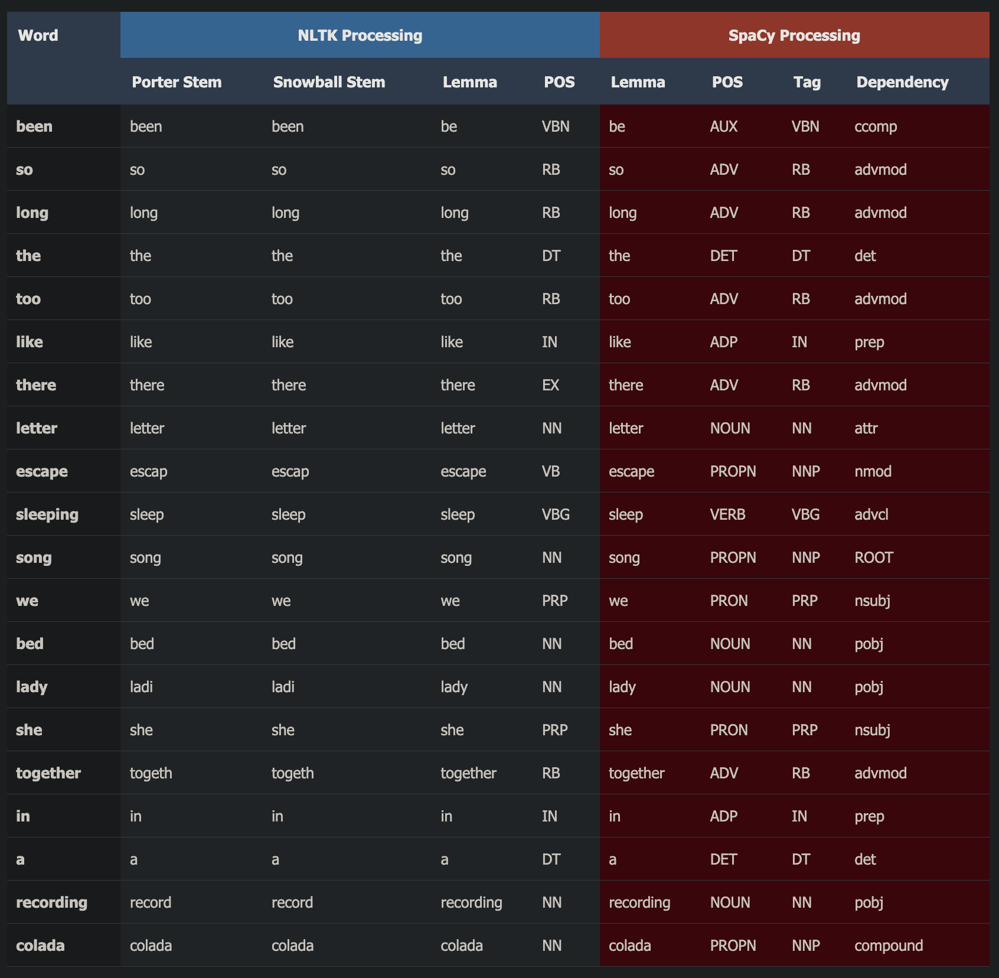 Word NLTK Processing SpaCy Processing
Porter Stem Snowball Stem Lemma POS Lemma POS Tag Dependency
been been been be VBN be AUX VBN ccomp
so so so so RB so ADV RB advmod
long long long long RB long ADV RB advmod
the the the the DT the DET DT det
too too too too RB too ADV RB advmod
like like like like IN like ADP IN prep
there there there there EX there ADV RB advmod
letter letter letter letter NN letter NOUN NN attr
escape escap escap escape VB escape PROPN NNP nmod
sleeping sleep sleep sleep VBG sleep VERB VBG advcl
song song song song NN song PROPN NNP ROOT
we we we we PRP we PRON PRP nsubj
bed bed bed bed NN bed NOUN NN pobj
lady ladi ladi lady NN lady NOUN NN pobj
she she she she PRP she PRON PRP nsubj
together togeth togeth together RB together ADV RB advmod
in in in in IN in ADP IN prep
a a a a DT a DET DT det
recording record record recording NN recording NOUN NN pobj
colada colada colada colada NN colada PROPN NNP compound